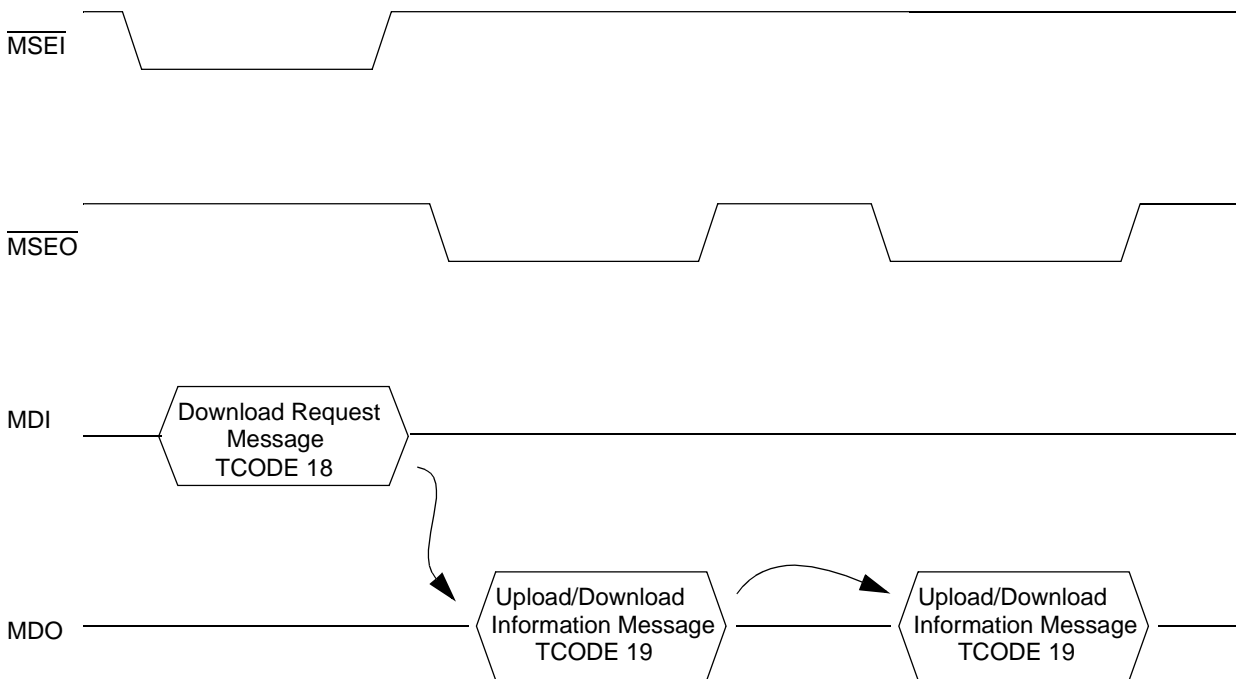 MSEI
MSEO
MDI
Download Request
Message
TCODE 18
MDO
Upload/Download
Information Message
TCODE 19
Upload/Download
Information Message
TCODE 19